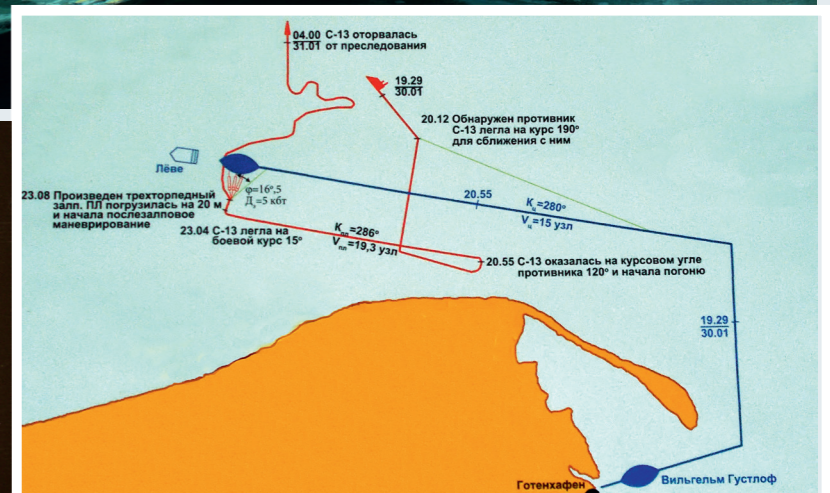 04.00 С-13 оторвалась
31.01 от преследования
19.29
30.01
20.12 Обнаружен противник
С-13 легла на курс 190°
для сближения с ним
Лёве
φ=16°,5
Дз=5 кбт
23.08 Произведен трехторпедный
залп. ПЛ погрузилась на 20 м
и начала послезалповое
маневрирование
20.55
Кц=280°
Vц=15 узл
23.04 С-13 легла на
боевой курс 15°
Кпл=286°
Vпл=19,3 узл
20.55 С-13 оказалась на курсовом угле
противника 120° и начала погоню
19.29
30.01
Готенхафен
Вильгельм Густлоф